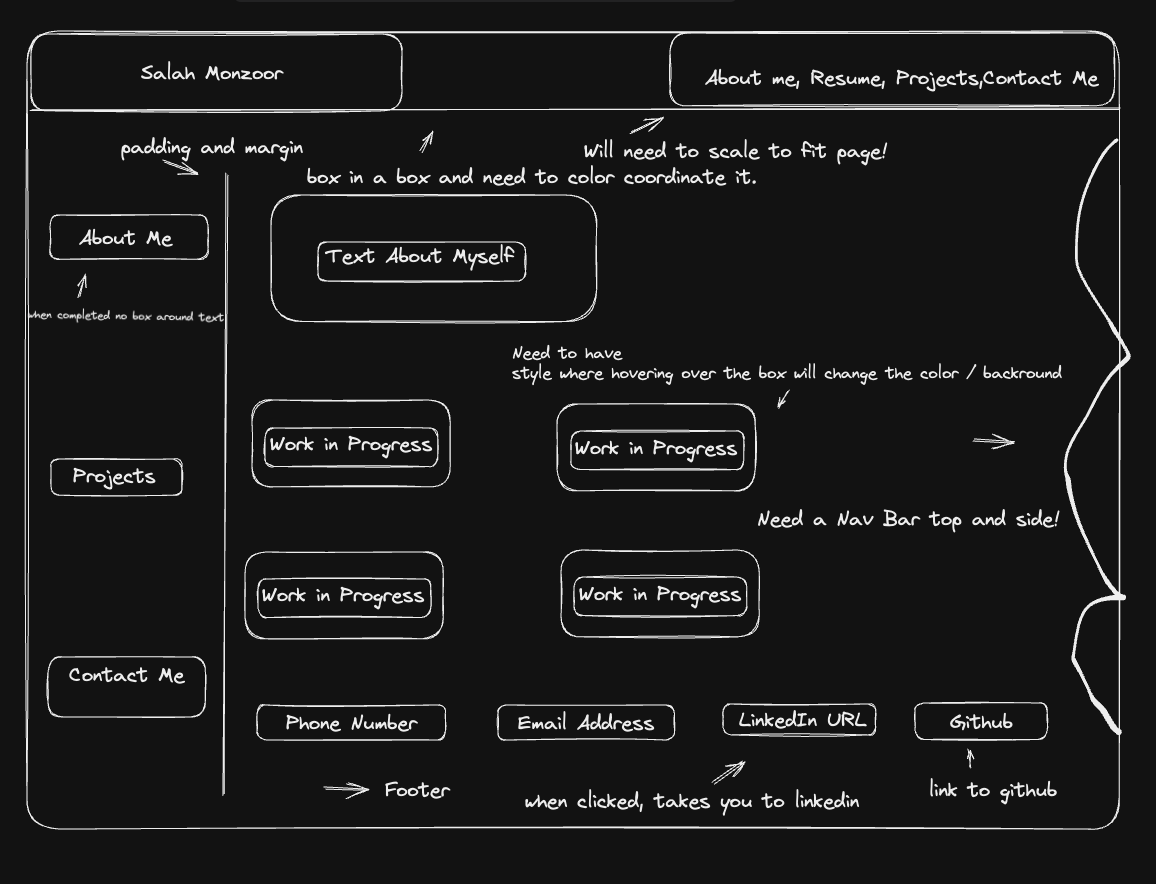 Salah Monzoor
About me, Resume, Projects,Contact Me
padding and margin
Will need to scale to fit page!
box in a box and need to color coordinate it.
About Me
Text About Myself
when completed no box around text
Need to have
style where hovering over the box will change the color / backround
Work in Progress
Work in Progress
Projects
Need a Nav Bar top and side!
Work in Progress
Work in Progress
Contact Me
Phone Number
Email Address
LinkedIn URL
Github
Footer
when clicked, takes you to linkedin
link to github